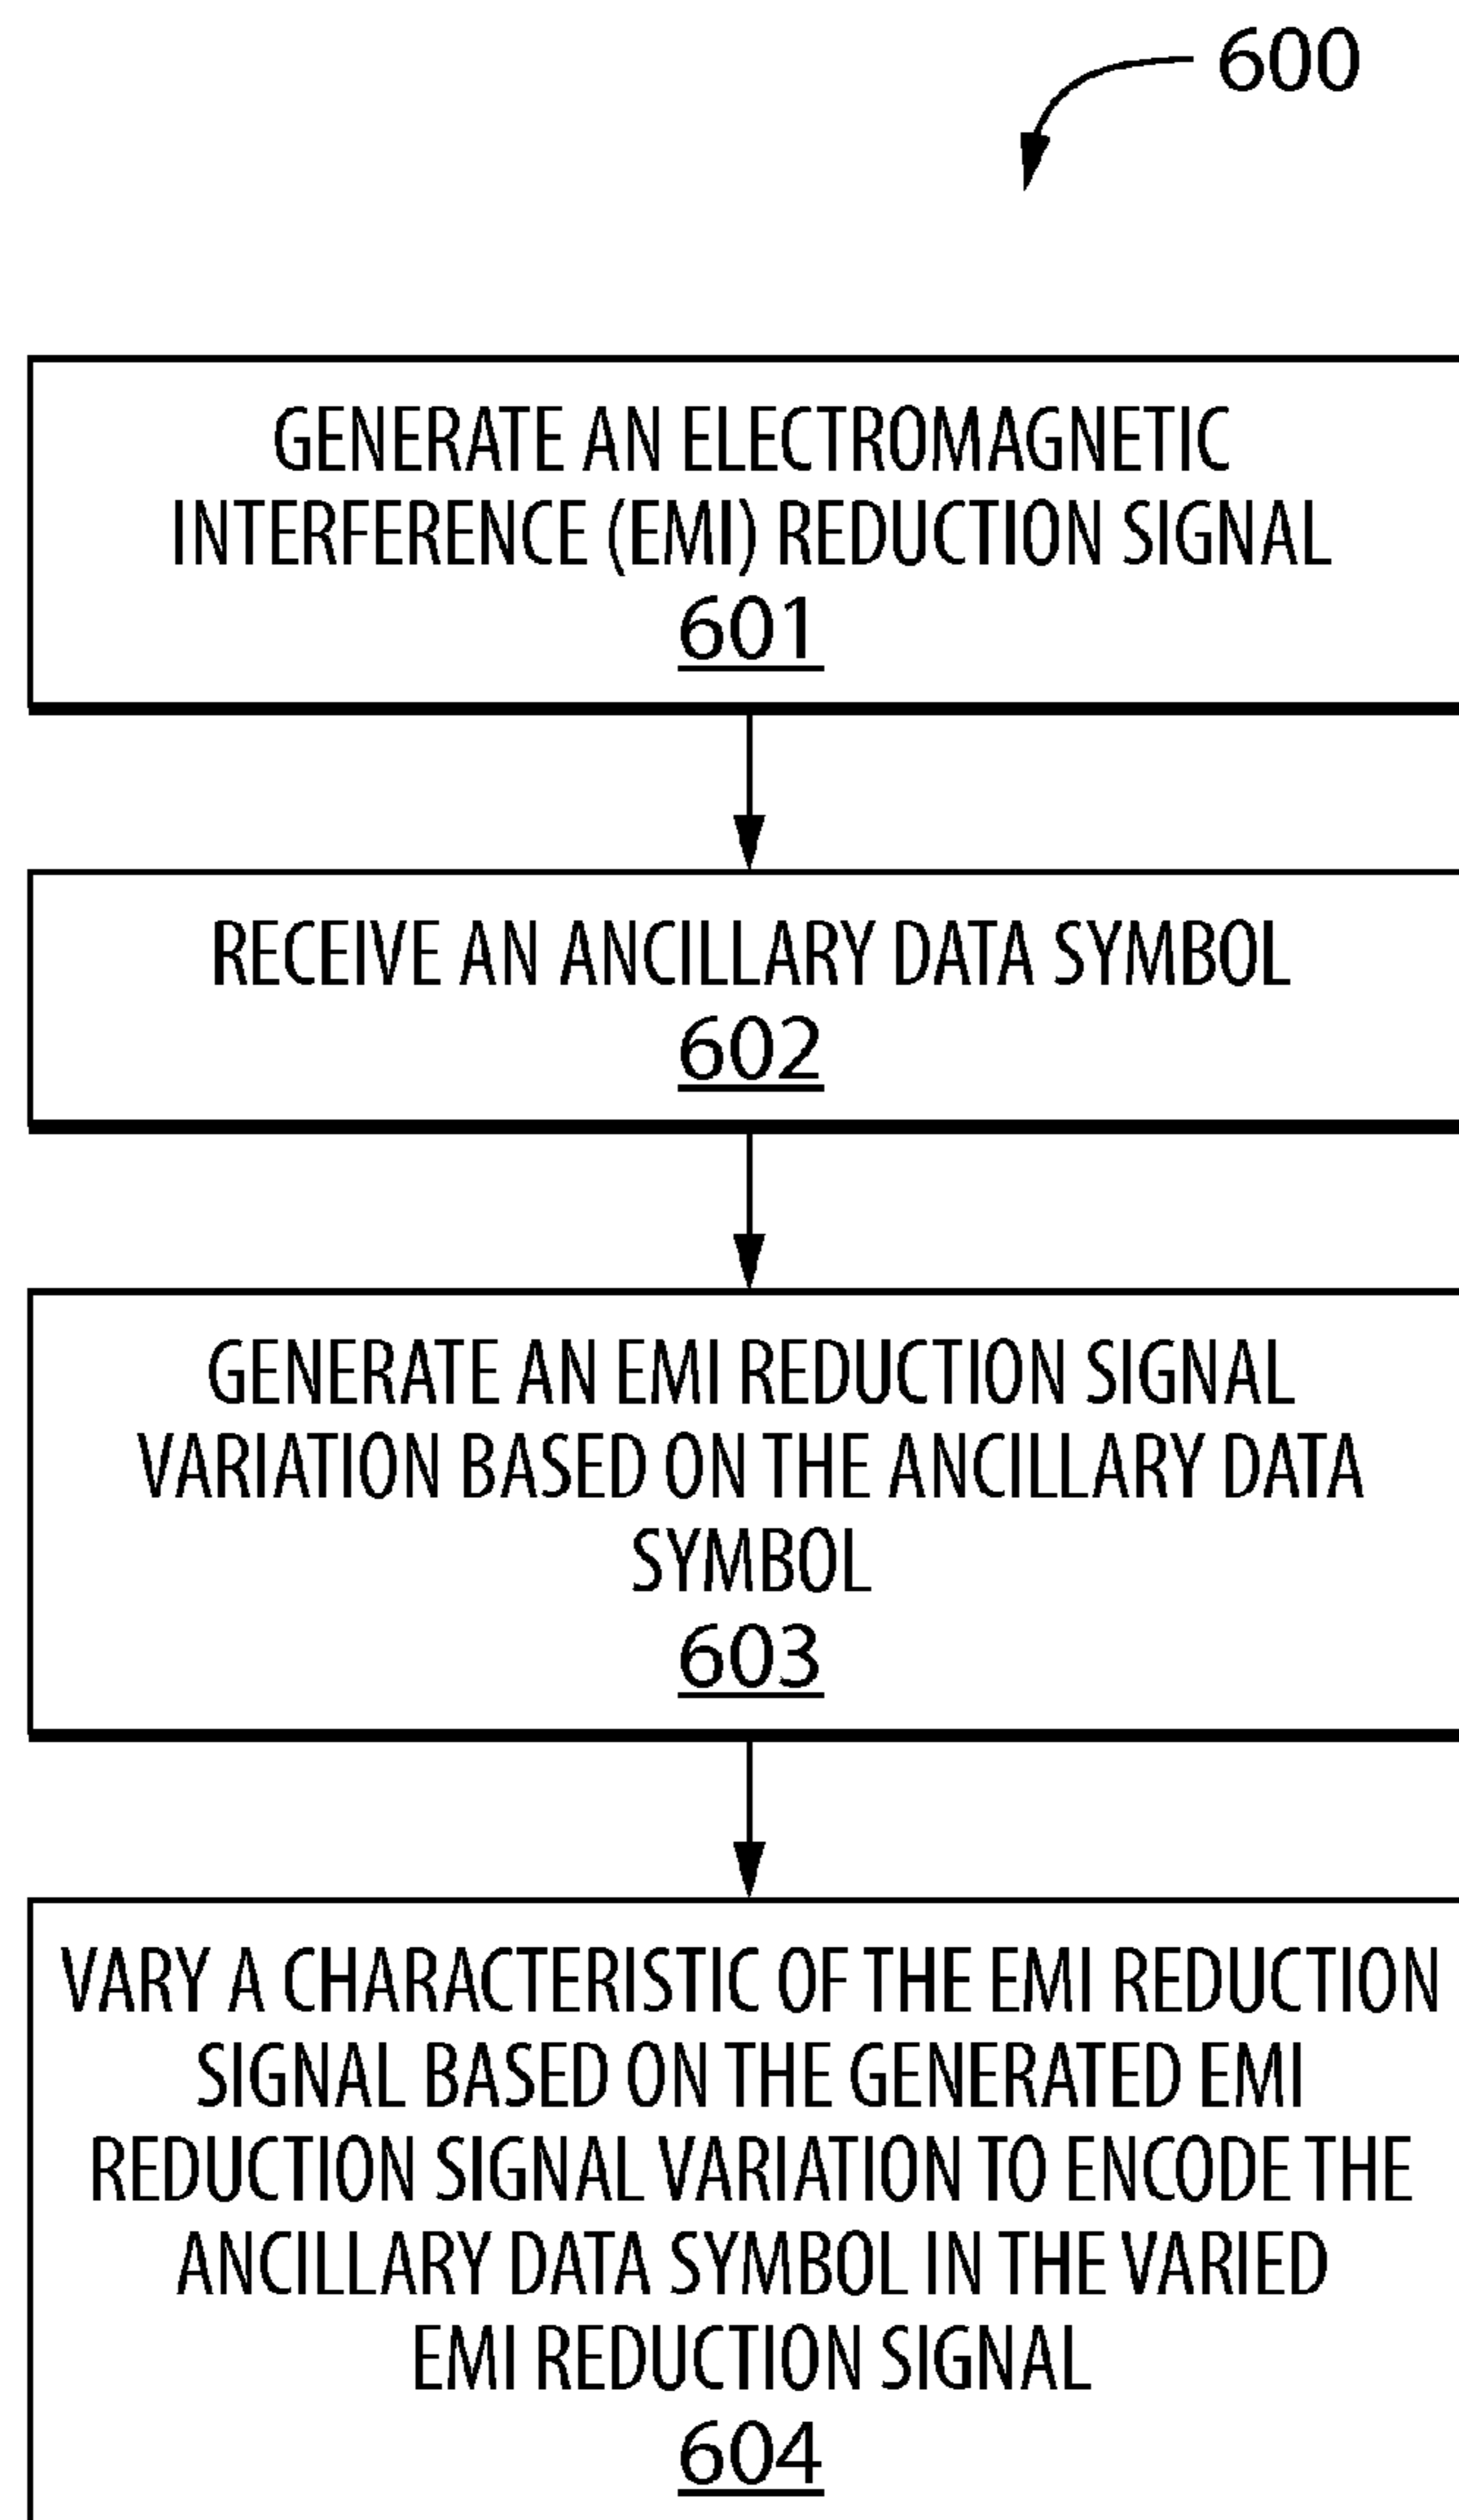 600
GENERATE AN ELECTROMAGNETIC
INTERFERENCE (EMI) REDUCTION SIGNAL
601
RECEIVE AN ANCILLARY DATA SYMBOL
602
GENERATE AN EMI REDUCTION SIGNAL
VARIATION BASED ON THE ANCILLARY DATA
SYMBOL
603
VARY A CHARACTERISTIC OF THE EMI REDUCTION
SIGNAL BASED ON THE GENERATED EMI
REDUCTION SIGNAL VARIATION TO ENCODE THE
ANCILLARY DATA SYMBOL IN THE VARIED
EMI REDUCTION SIGNAL
604